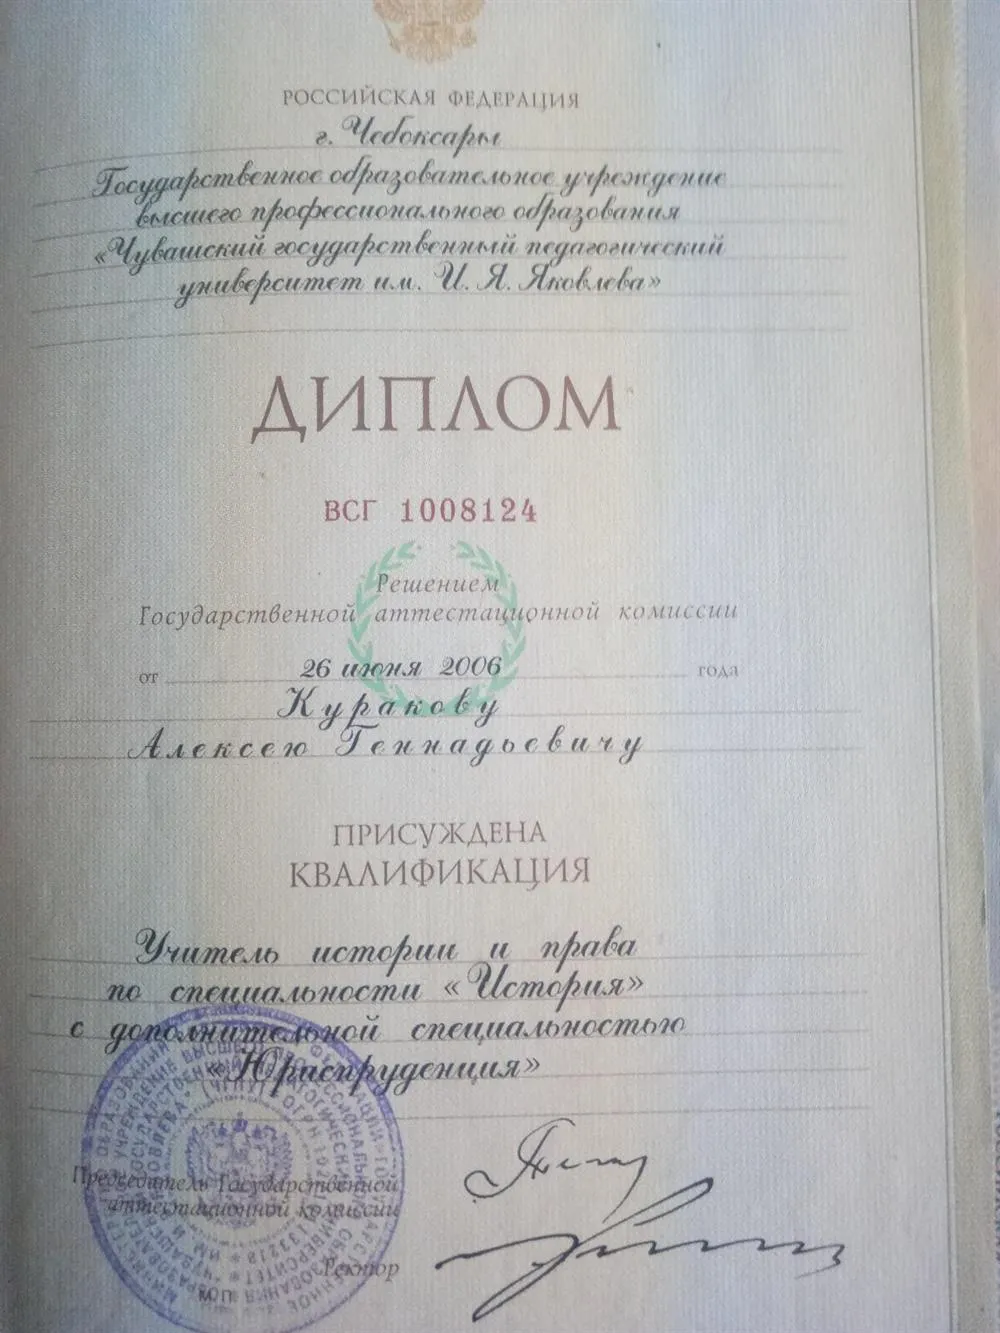 РОССИЙСКАЯ ФЕДЕРАЦИЯ
г. Чебоксары
Государственное образовательное учреждение
высшего профессионального образования
«Чувашский государственный педагогический
университет им. И. Я. Яковлева»
ДИПЛОМ
ВСГ 1008124
Решением
Государственной аттестационной комиссии
от 26 июня 2006 года
Куракову
Алексею Геннадьевичу
ПРИСУЖДЕНА
КВАЛИФИКАЦИЯ
Учитель истории и права
по специальности «История»
с дополнительной специальностью
«Юриспруденция»
Председатель Государственной
аттестационной комиссии
Ректор
М.П.